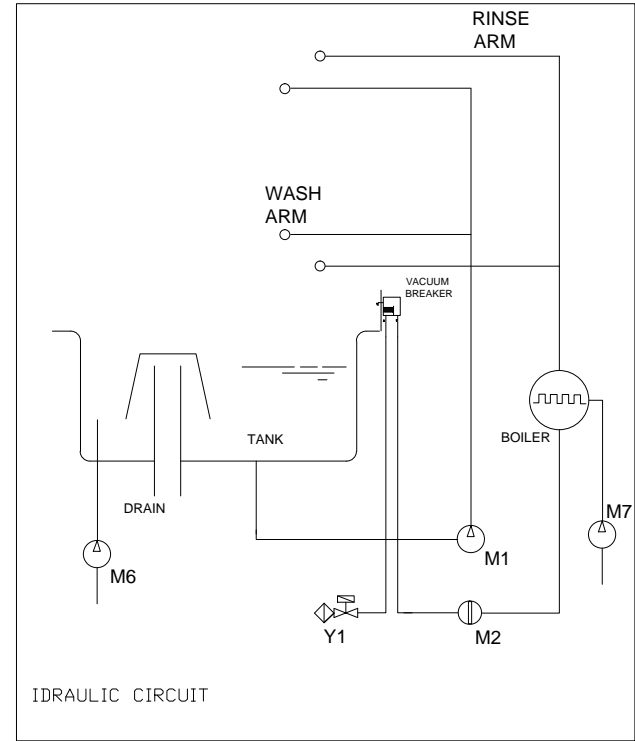 RINSE
ARM
WASH
ARM
VACUUM
BREAKER
BOILER
TANK
DRAIN
M7
M1
M6
Y1
M2
IDRAULIC CIRCUIT